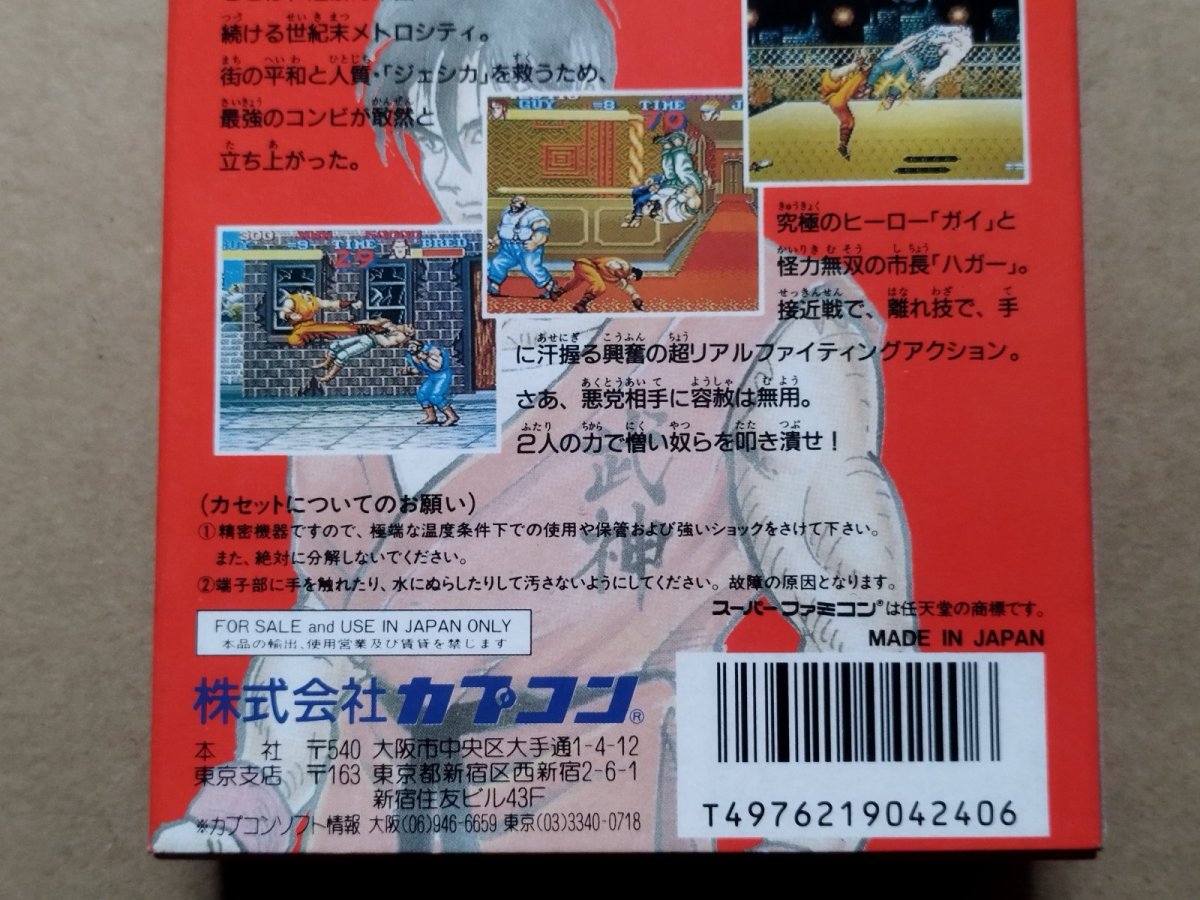 続ける世紀末メトロシティ。
街の平和と人質・「ジェシカ」を救うため、
最強のコンビが敢然と
立ち上がった。
GUY =8 TIME
79
TIME BRED
29
究極のヒーロー「ガイ」と
怪力無双の市長「ハガー」。
接近戦で、離れ技で、手
に汗握る興奮の超リアルファイティングアクション。
さあ、悪党相手に容赦は無用。
2人の力で憎い奴らを叩き潰せ!
武神
(カセットについてのお願い)
①精密機器ですので、極端な温度条件下での使用や保管および強いショックをさけて下さい。
また、絶対に分解しないでください。
②端子部に手を触れたり、水にぬらしたりして汚さないようにしてください。故障の原因となります。
スーパーファミコン®は任天堂の商標です。
FOR SALE and USE IN JAPAN ONLY
本品の輸出、使用営業及び賃貸を禁じます
MADE IN JAPAN
株式会社カプコン®
本 社 〒540 大阪市中央区大手通1-4-12
東京支店 〒163 東京都新宿区西新宿2-6-1
新宿住友ビル43F
※カプコンソフト情報 大阪(06)946-6659 東京(03)3340-0718
T4976219042406